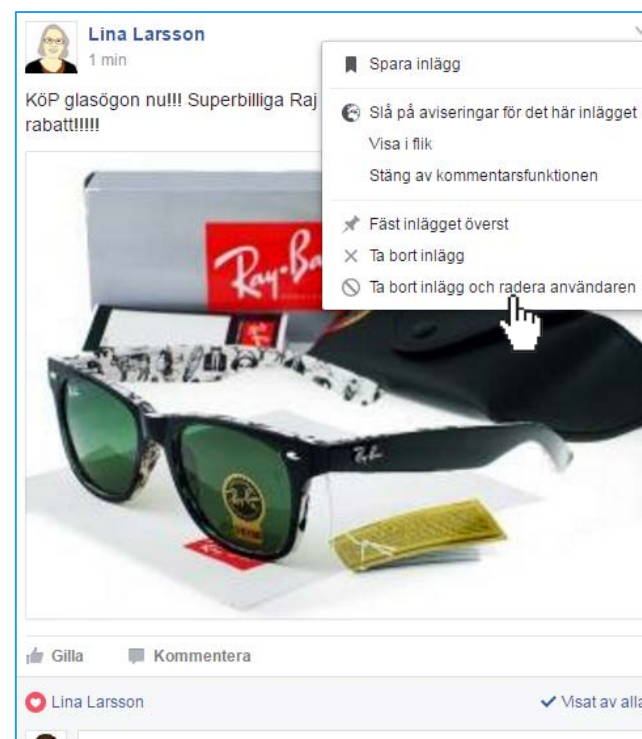 Lina Larsson
1 min
KöP glasögon nu!!! Superbilliga Raj
rabatt!!!!!
Spara inlägg
Slå på aviseringar för det här inlägget
Visa i flik
Stäng av kommentarsfunktionen
Fäst inlägget överst
Ta bort inlägg
Ta bort inlägg och radera användaren
Ray-Ba
Gilla
Kommentera
Lina Larsson
Visat av alla